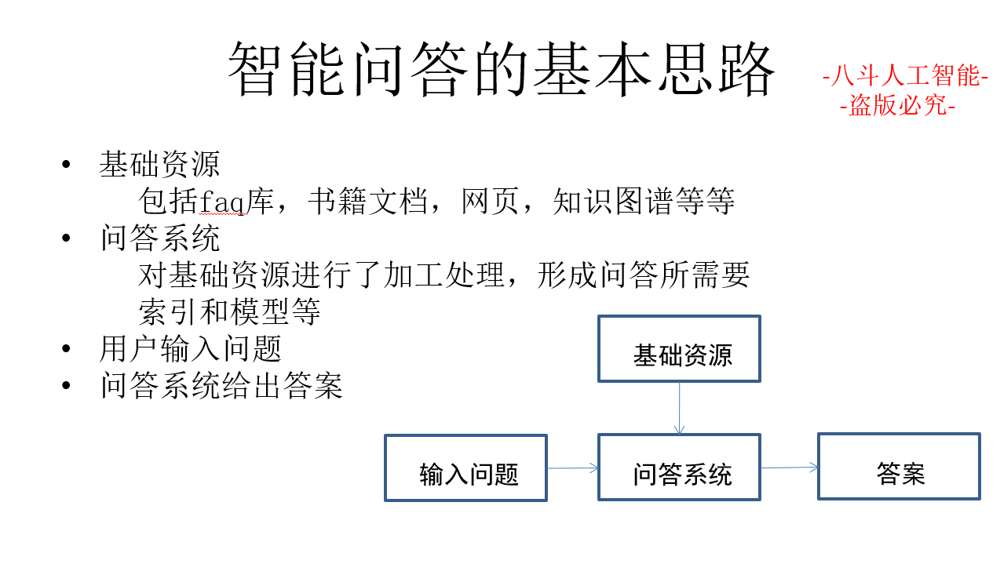 智能问答的基本思路
-八斗人工智能-
-盗版必究-
• 基础资源
包括faq库，书籍文档，网页，知识图谱等等
• 问答系统
对基础资源进行了加工处理，形成问答所需要
索引和模型等
• 用户输入问题
• 问答系统给出答案
基础资源
输入问题
问答系统
答案